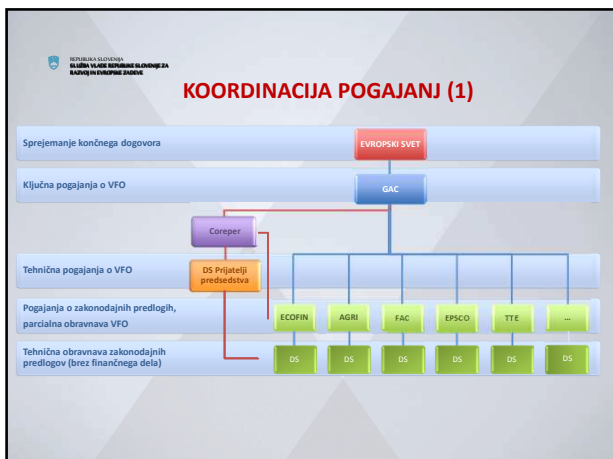 REPUBLIKA SLOVENIJA
SLUŽBA VLADE REPUBLIKE SLOVENIJE ZA
RAZVOJ IN EVROPSKE ZADEVE
KOORDINACIJA POGAJANJ (1)
Sprejemanje končnega dogovora
EVROPSKI SVET
Ključna pogajanja o VFO
GAC
Coreper
Tehnična pogajanja o VFO
DS Prijatelji
predsedstva
Pogajanja o zakonodajnih predlogih,
parcialna obravnava VFO
ECOFIN AGRI FAC EPSCO TTE ...
Tehnična obravnava zakonodajnih
predlogov (brez finančnega dela)
DS DS DS DS DS DS